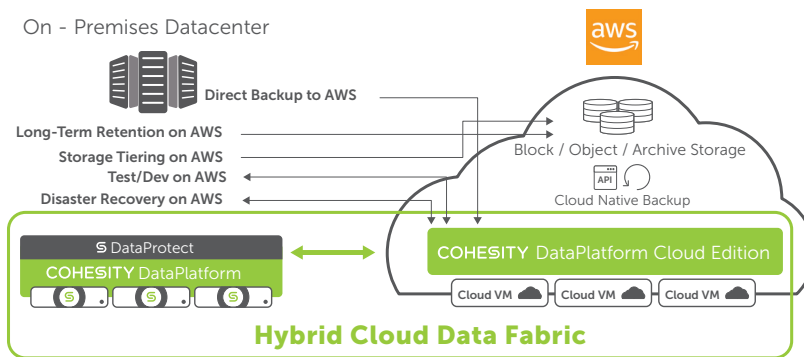 On - Premises Datacenter
aws
Direct Backup to AWS
Long-Term Retention on AWS
Storage Tiering on AWS
Test/Dev on AWS
Disaster Recovery on AWS
Block / Object / Archive Storage
API
Cloud Native Backup
S DataProtect
COHESITY DataPlatform
S S S
COHESITY DataPlatform Cloud Edition
Cloud VM Cloud VM Cloud VM
Hybrid Cloud Data Fabric